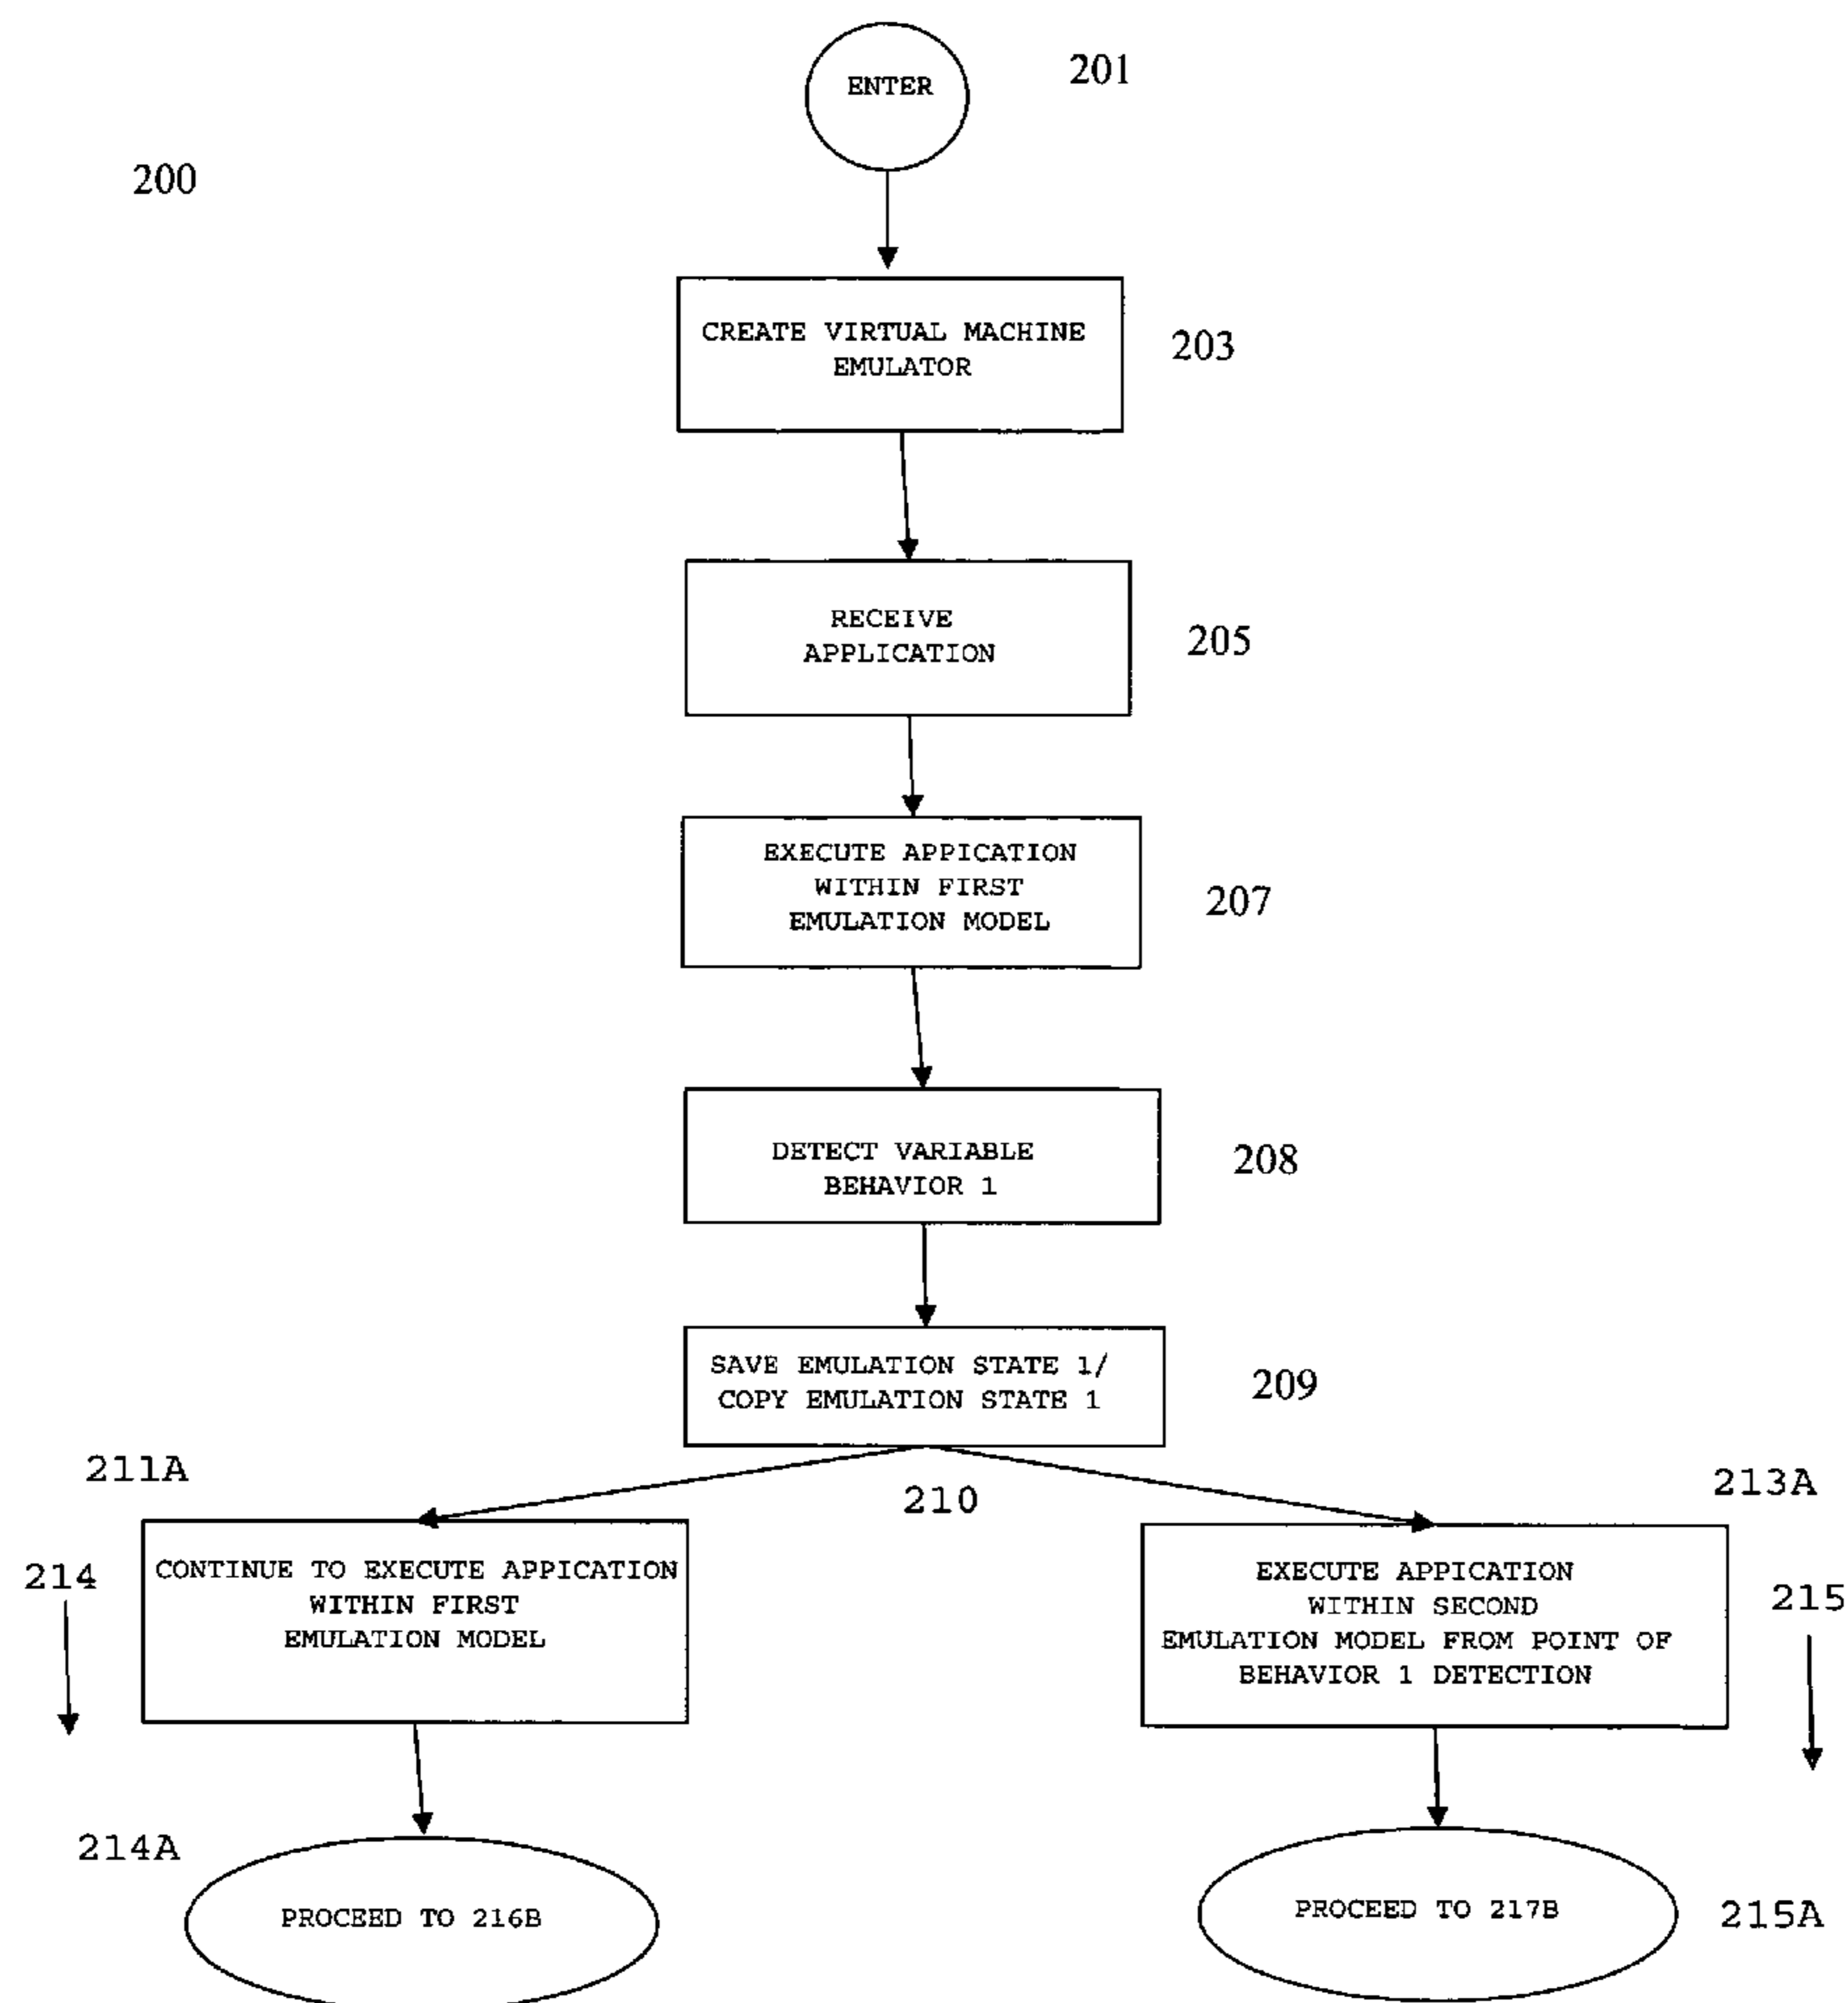 ENTER
201
200
CREATE VIRTUAL MACHINE
EMULATOR
203
RECEIVE
APPLICATION
205
EXECUTE APPICATION
WITHIN FIRST
EMULATION MODEL
207
DETECT VARIABLE
BEHAVIOR 1
208
SAVE EMULATION STATE 1/
COPY EMULATION STATE 1
209
211A
210
213A
214
CONTINUE TO EXECUTE APPICATION
WITHIN FIRST
EMULATION MODEL
EXECUTE APPICATION
WITHIN SECOND
EMULATION MODEL FROM POINT OF
BEHAVIOR 1 DETECTION
215
214A
PROCEED TO 216B
PROCEED TO 217B
215A